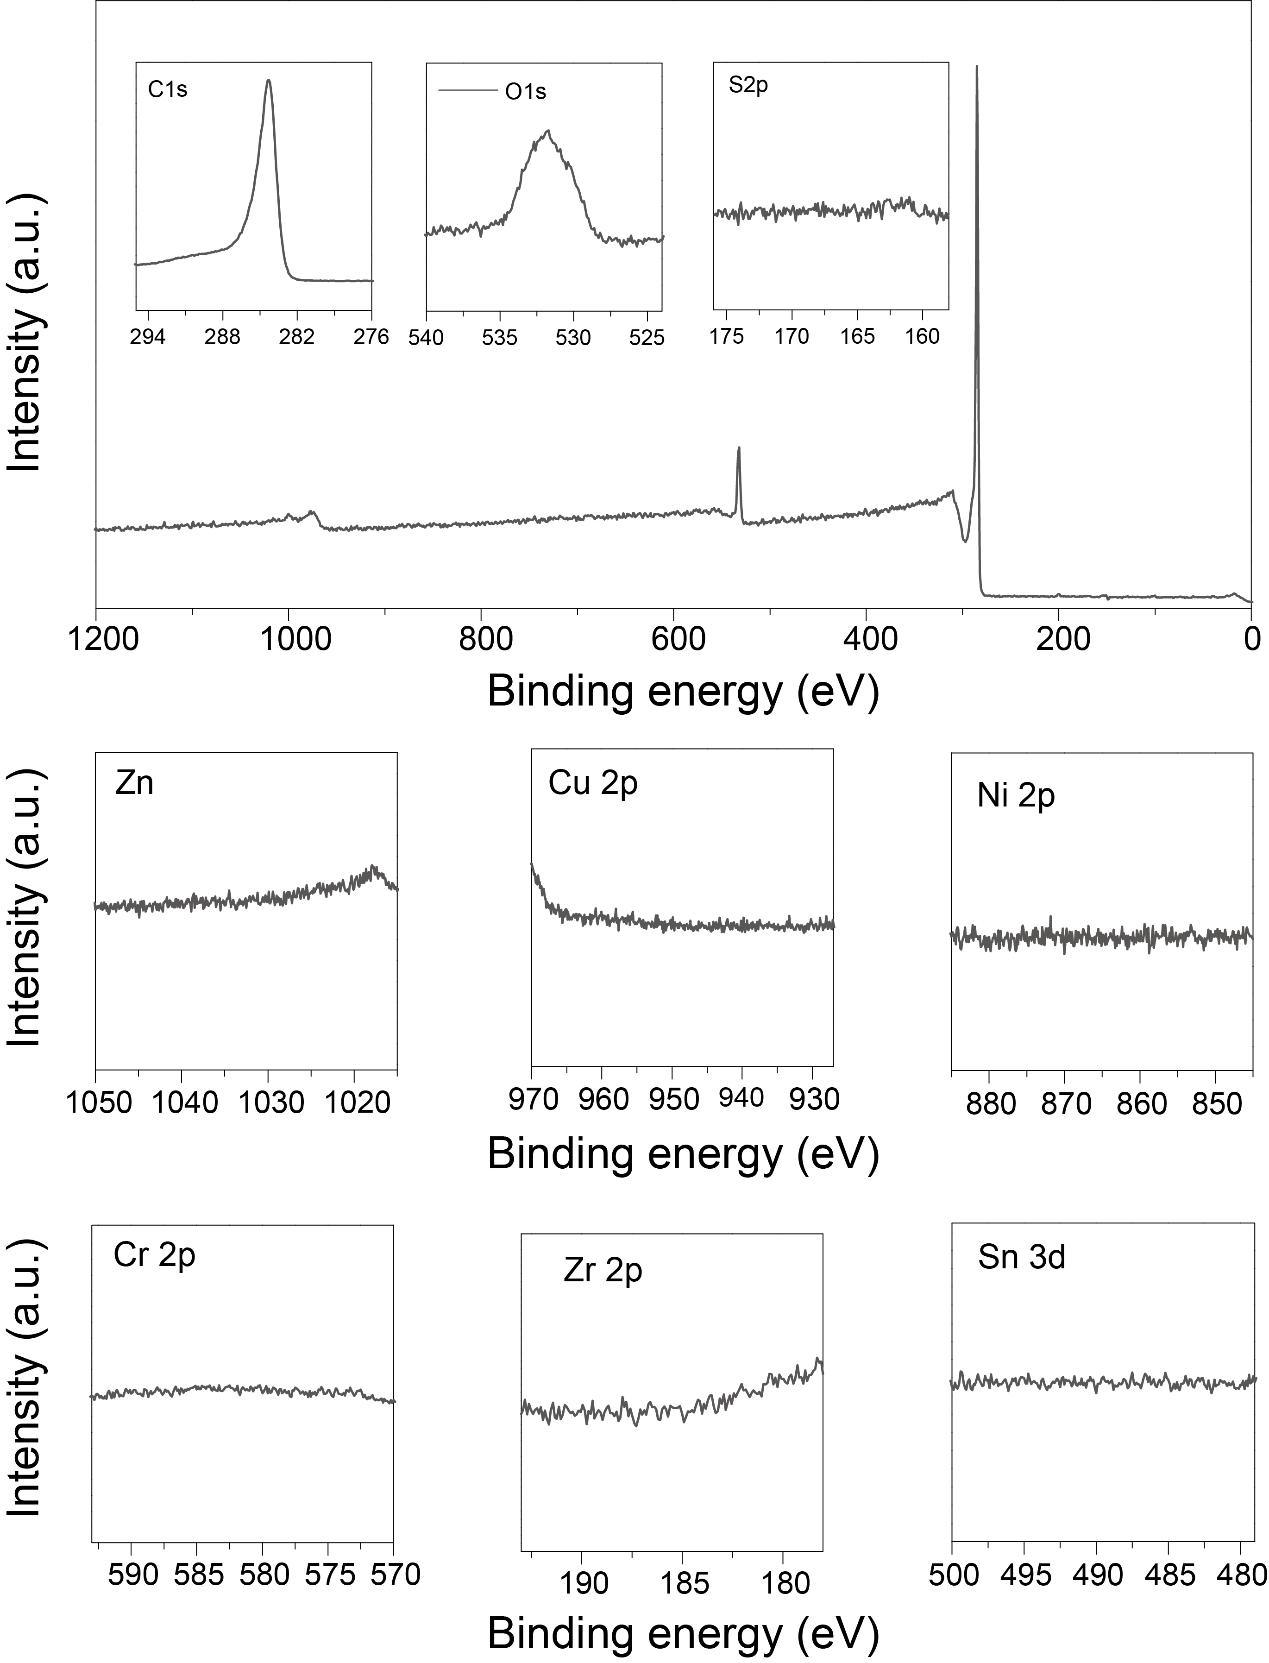 C1s
O1s
S2p
294 288 282 276
540 535 530 525
175 170 165 160
Intensity (a.u.)
1200 1000 800 600 400 200 0
Binding energy (eV)
Zn
Cu 2p
Ni 2p
Intensity (a.u.)
1050 1040 1030 1020
970 960 950 940 930
880 870 860 850
Binding energy (eV)
Cr 2p
Zr 2p
Sn 3d
Intensity (a.u.)
590 585 580 575 570
190 185 180
500 495 490 485 480
Binding energy (eV)